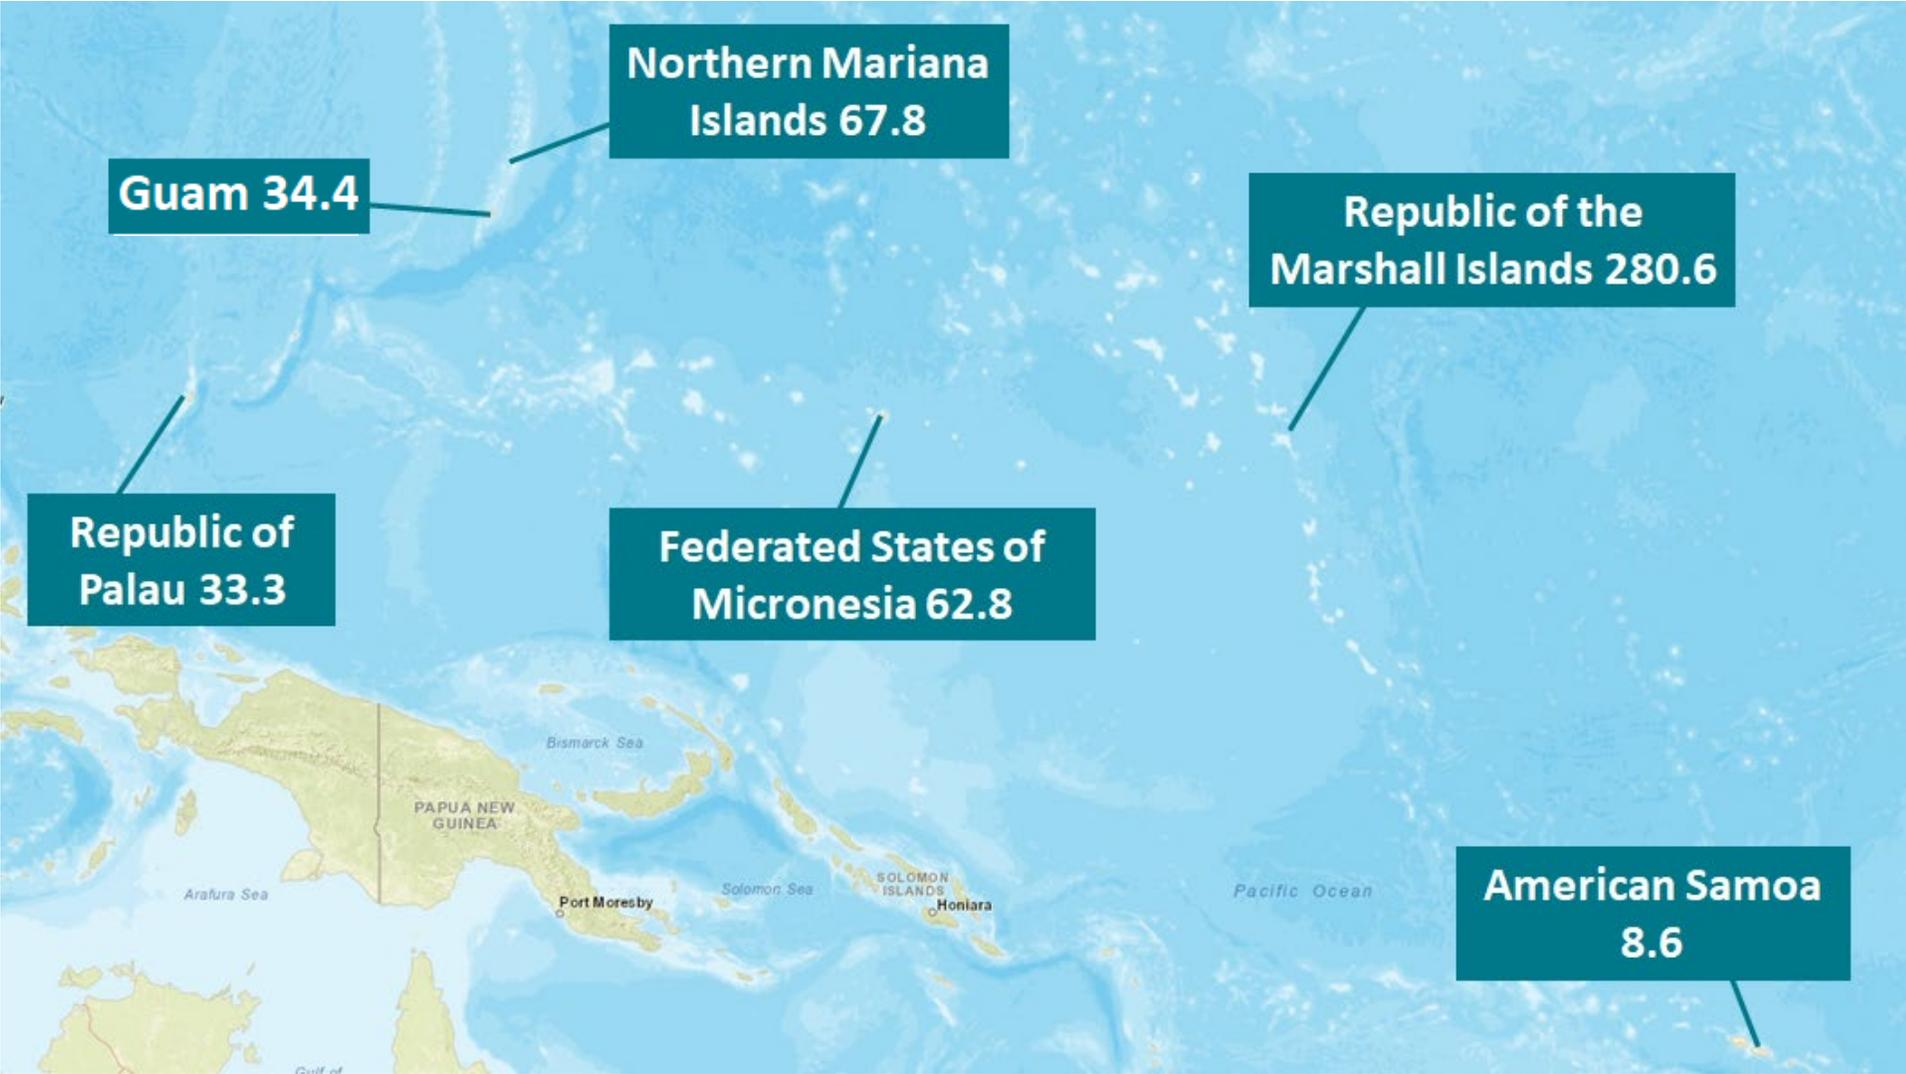 Northern Mariana
Islands 67.8
Guam 34.4
Republic of the
Marshall Islands 280.6
Republic of
Palau 33.3
Federated States of
Micronesia 62.8
Bismarck Sea
PAPUA NEW
GUINEA
Arafura Sea
Port Moresby
Solomon Sea
SOLOMON
ISLANDS
Honiara
Pacific Ocean
American Samoa
8.6
Gulf of